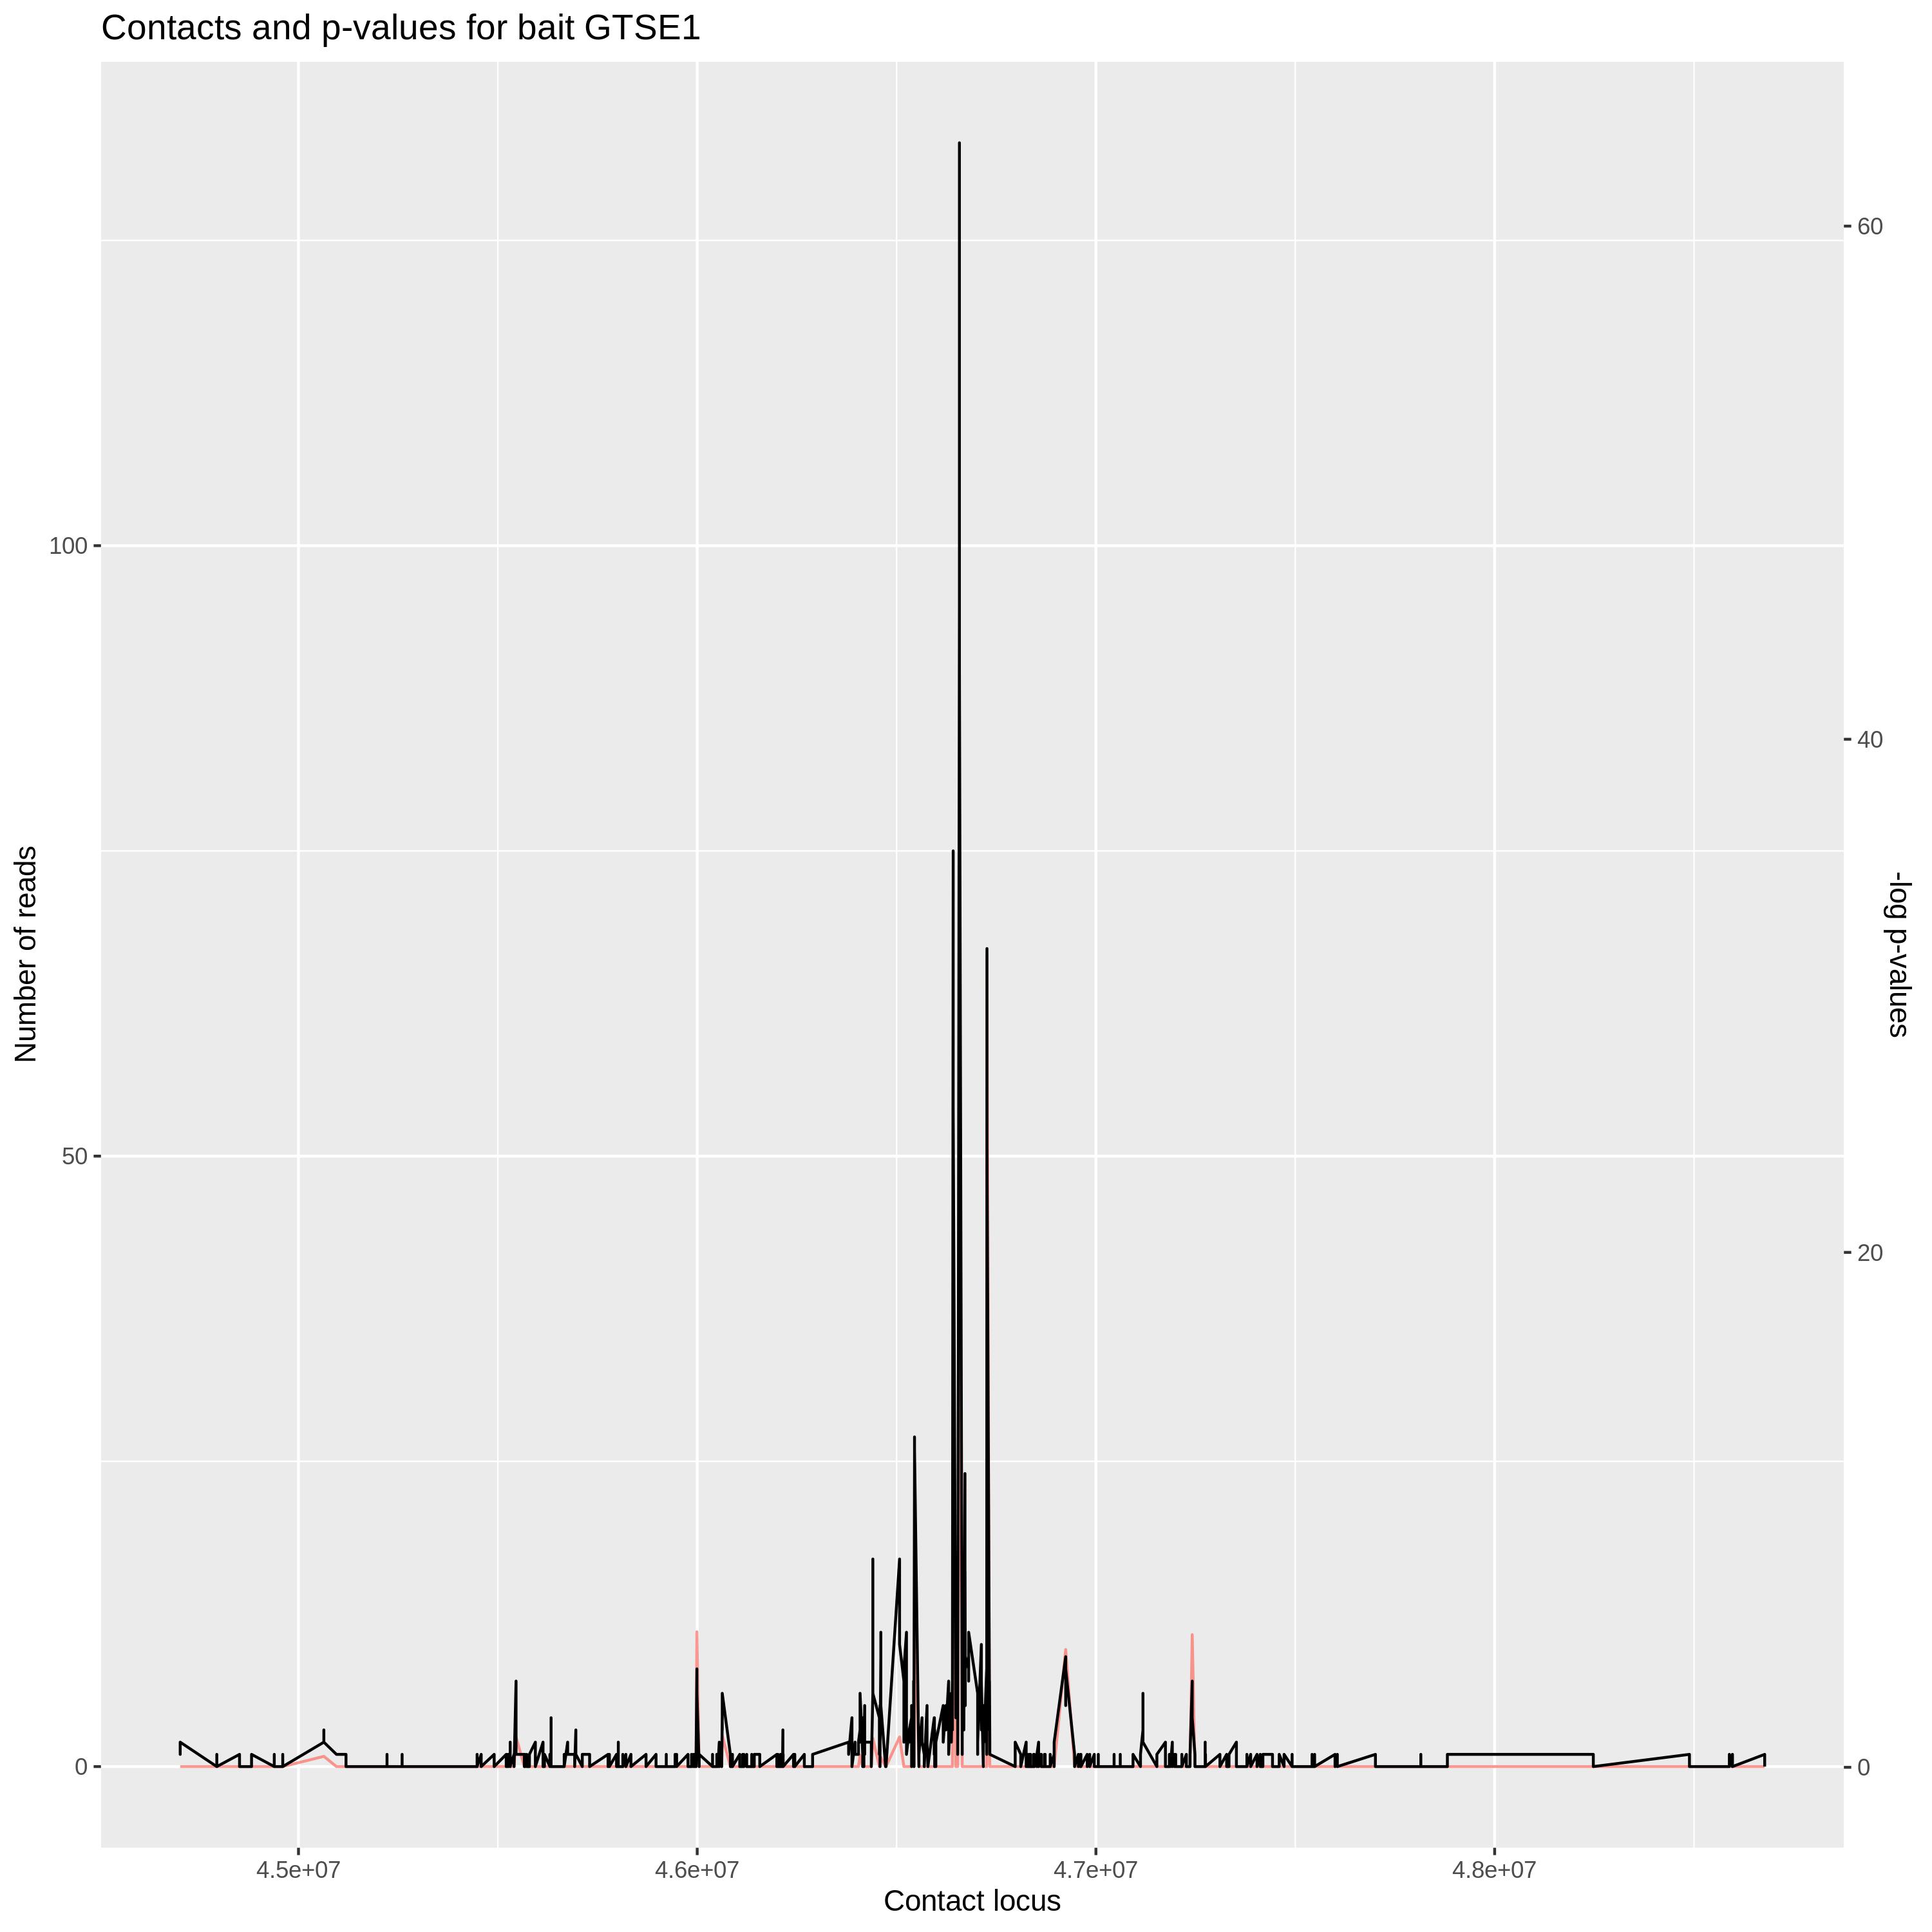 Contacts and p-values for bait GTSE1
Number of reads
100
50
0
60
40
20
0
-log p-values
4.5e+07
4.6e+07
4.7e+07
4.8e+07
Contact locus